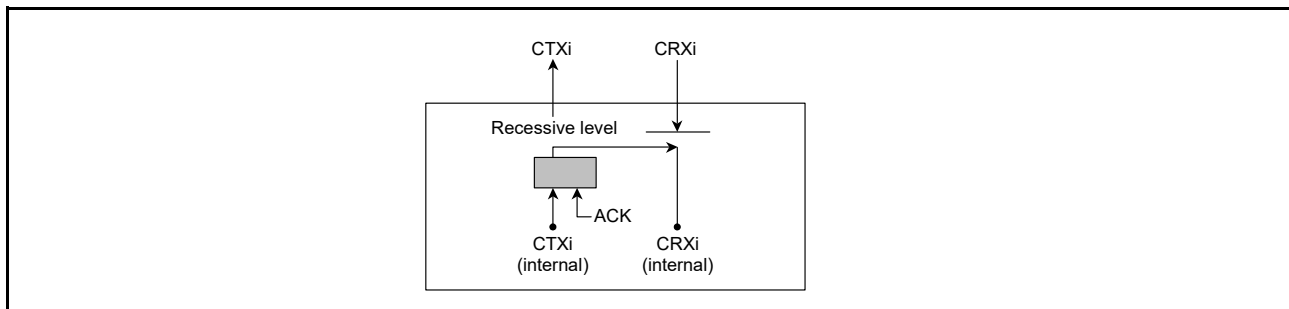 CTXi
CRXi
Recessive level
ACK
CTXi
(internal)
CRXi
(internal)